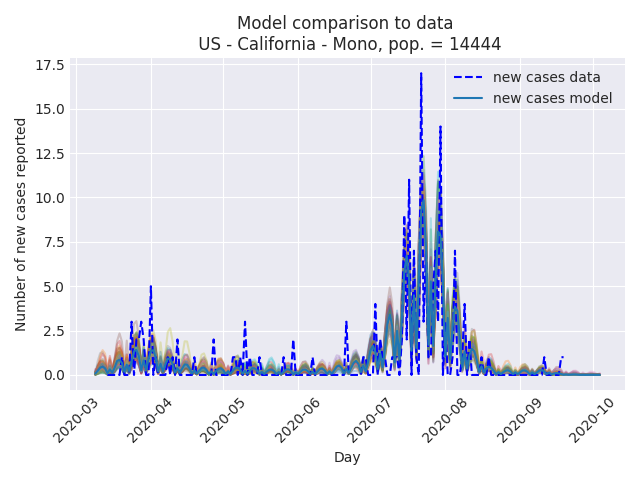 Model comparison to data
US - California - Mono, pop. = 14444
17.5
15.0
12.5
10.0
7.5
5.0
2.5
0.0
Number of new cases reported
new cases data
new cases model
2020-03
2020-04
2020-05
2020-06
2020-07
2020-08
2020-09
2020-10
Day